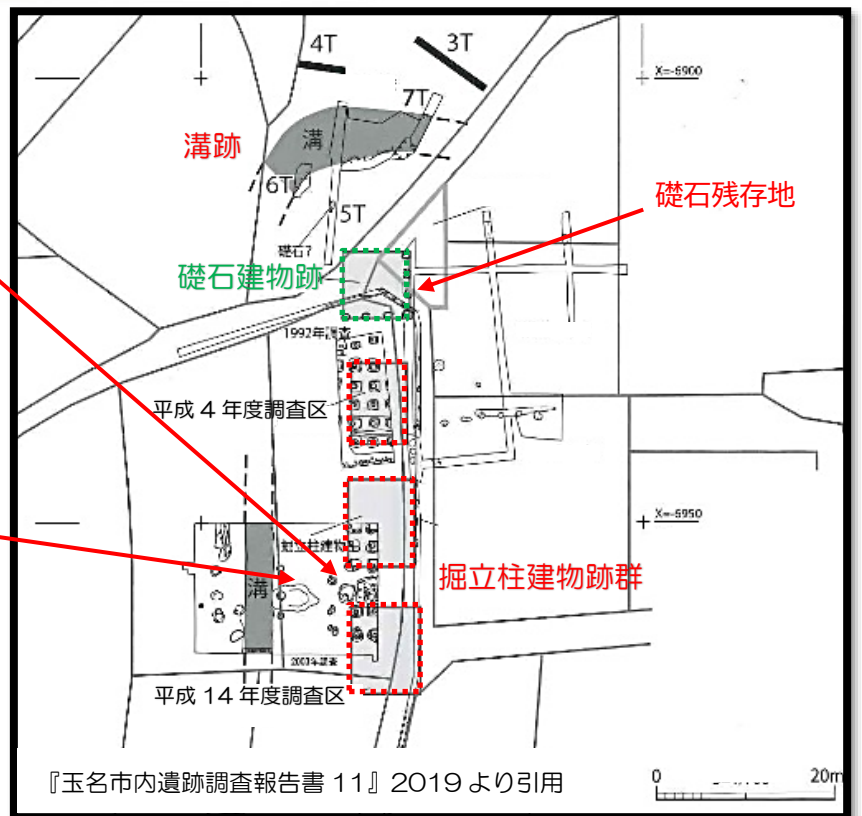 4T
3T
X=-6900
7T
溝跡
溝
6T
5T
礎石残存地
礎石?
礎石建物跡
1992年調査
平成4年度調査区
X=-6950
掘立柱建物
掘立柱建物跡群
溝
2003年調査
平成14年度調査区
『玉名市内遺跡調査報告書 11』2019より引用
0
20m